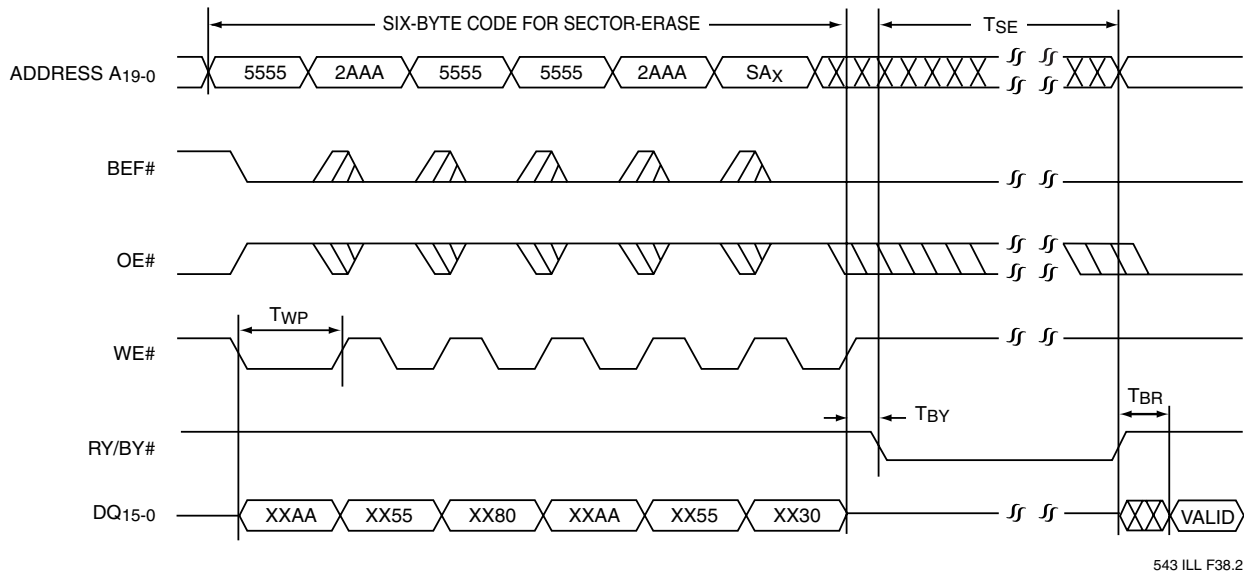 SIX-BYTE CODE FOR SECTOR-ERASE
TSE
ADDRESS A19-0
5555 2AAA 5555 5555 2AAA SAX
BEF#
OE#
TWP
WE#
TBY
TBR
RY/BY#
DQ15-0
XXAA XX55 XX80 XXAA XX55 XX30 VALID
543 ILL F38.2